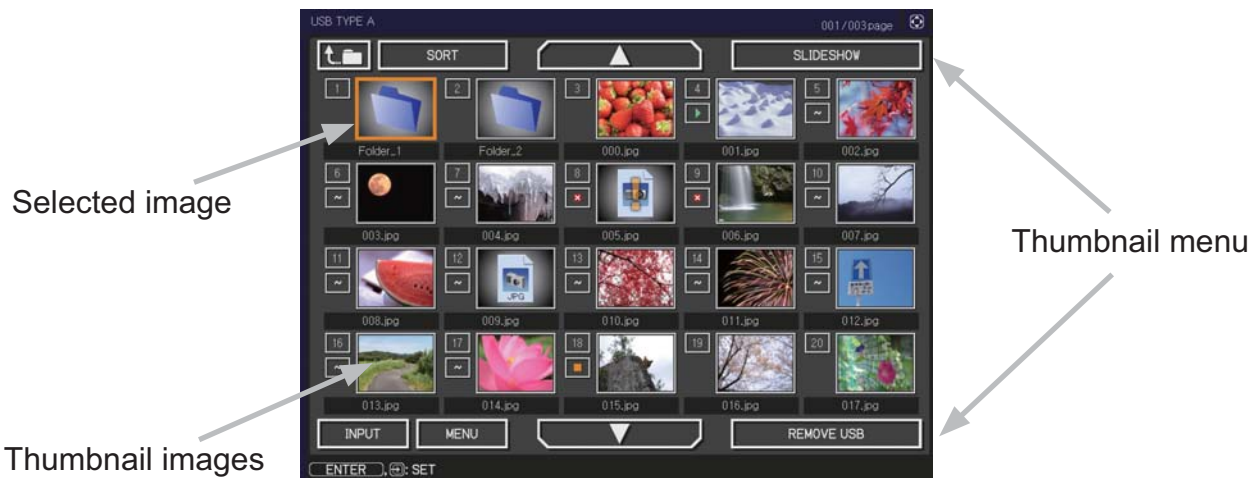 USB TYPE A 001/003 page
SORT SLIDESHOW
1 2 3 4 5
Folder_1 Folder_2 000.jpg 001.jpg 002.jpg
6 7 8 9 10
Selected image
003.jpg 004.jpg 005.jpg 006.jpg 007.jpg
Thumbnail menu
11 12 13 14 15
JPG
008.jpg 009.jpg 010.jpg 011.jpg 012.jpg
16 17 18 19 20
013.jpg 014.jpg 015.jpg 016.jpg 017.jpg
INPUT MENU REMOVE USB
Thumbnail images
ENTER , : SET